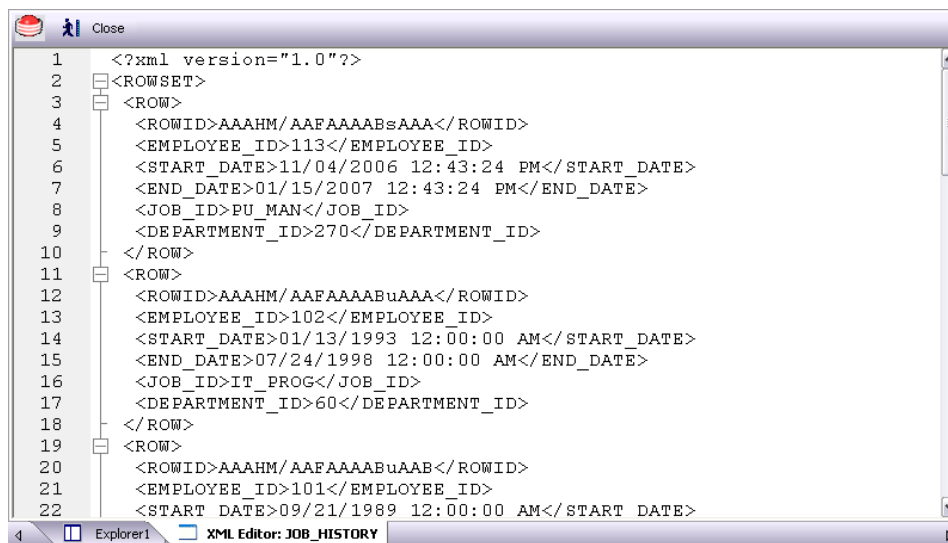 Close
1 <?xml version="1.0"?>
2 <ROWSET>
3 <ROW>
4 <ROWID>AAAHM/AAFAAAABsAAA</ROWID>
5 <EMPLOYEE_ID>113</EMPLOYEE_ID>
6 <START_DATE>11/04/2006 12:43:24 PM</START_DATE>
7 <END_DATE>01/15/2007 12:43:24 PM</END_DATE>
8 <JOB_ID>PU_MAN</JOB_ID>
9 <DEPARTMENT_ID>270</DEPARTMENT_ID>
10 </ROW>
11 <ROW>
12 <ROWID>AAAHM/AAFAAAABuAAA</ROWID>
13 <EMPLOYEE_ID>102</EMPLOYEE_ID>
14 <START_DATE>01/13/1993 12:00:00 AM</START_DATE>
15 <END_DATE>07/24/1998 12:00:00 AM</END_DATE>
16 <JOB_ID>IT_PROG</JOB_ID>
17 <DEPARTMENT_ID>60</DEPARTMENT_ID>
18 </ROW>
19 <ROW>
20 <ROWID>AAAHM/AAFAAAABuAAB</ROWID>
21 <EMPLOYEE_ID>101</EMPLOYEE_ID>
22 <START_DATE>09/21/1989 12:00:00 AM</START_DATE>
Explorer1 XML Editor: JOB_HISTORY